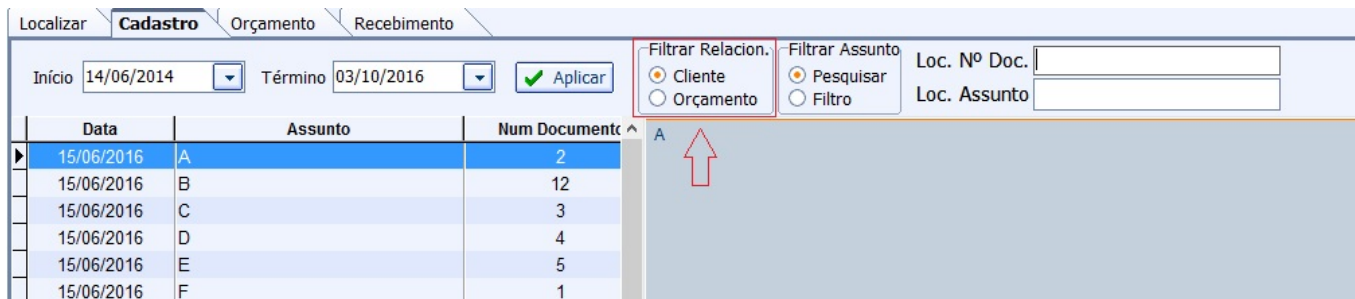 Localizar Cadastro Orçamento Recebimento
Início 14/06/2014 Término 03/10/2016 Aplicar
Filtrar Relacion.
Cliente
Orçamento
Filtrar Assunto
Pesquisar
Filtro
Loc. Nº Doc.
Loc. Assunto
Data Assunto Num Documento
15/06/2016 A 2
15/06/2016 B 12
15/06/2016 C 3
15/06/2016 D 4
15/06/2016 E 5
15/06/2016 F 1
A